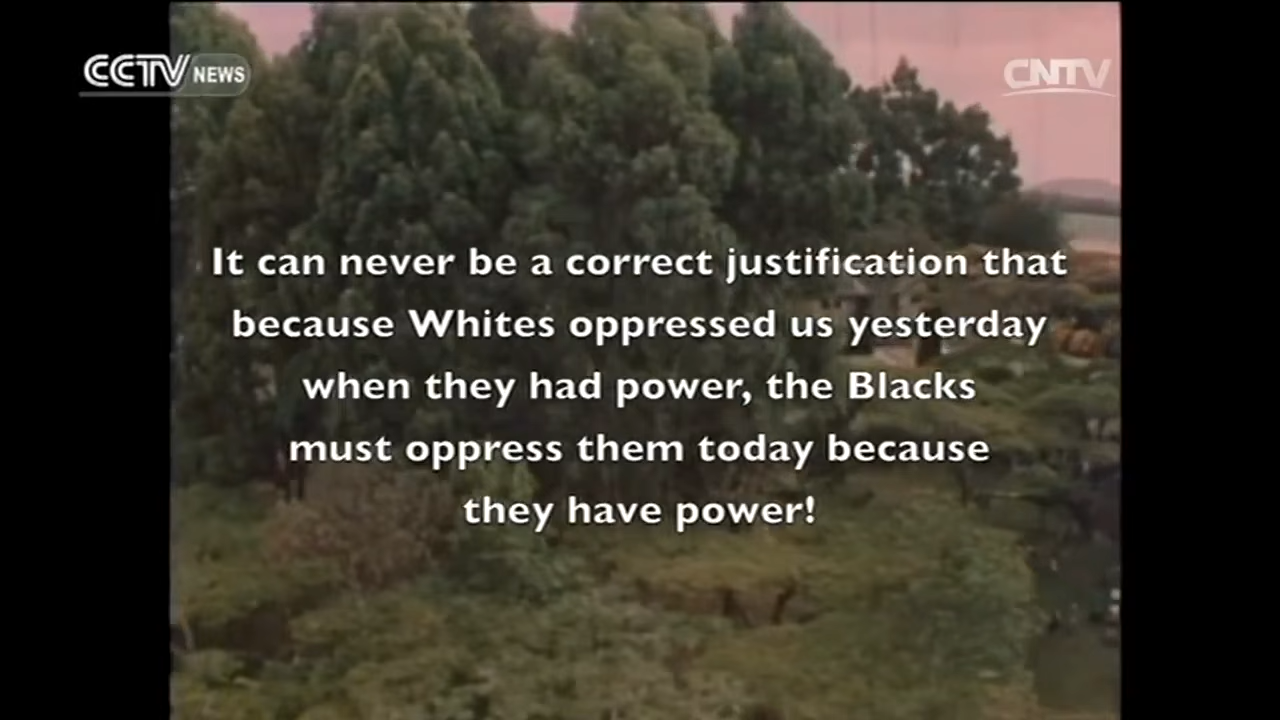 CCTV NEWS
CNTV
It can never be a correct justification that
because Whites oppressed us yesterday
when they had power, the Blacks
must oppress them today because
they have power!